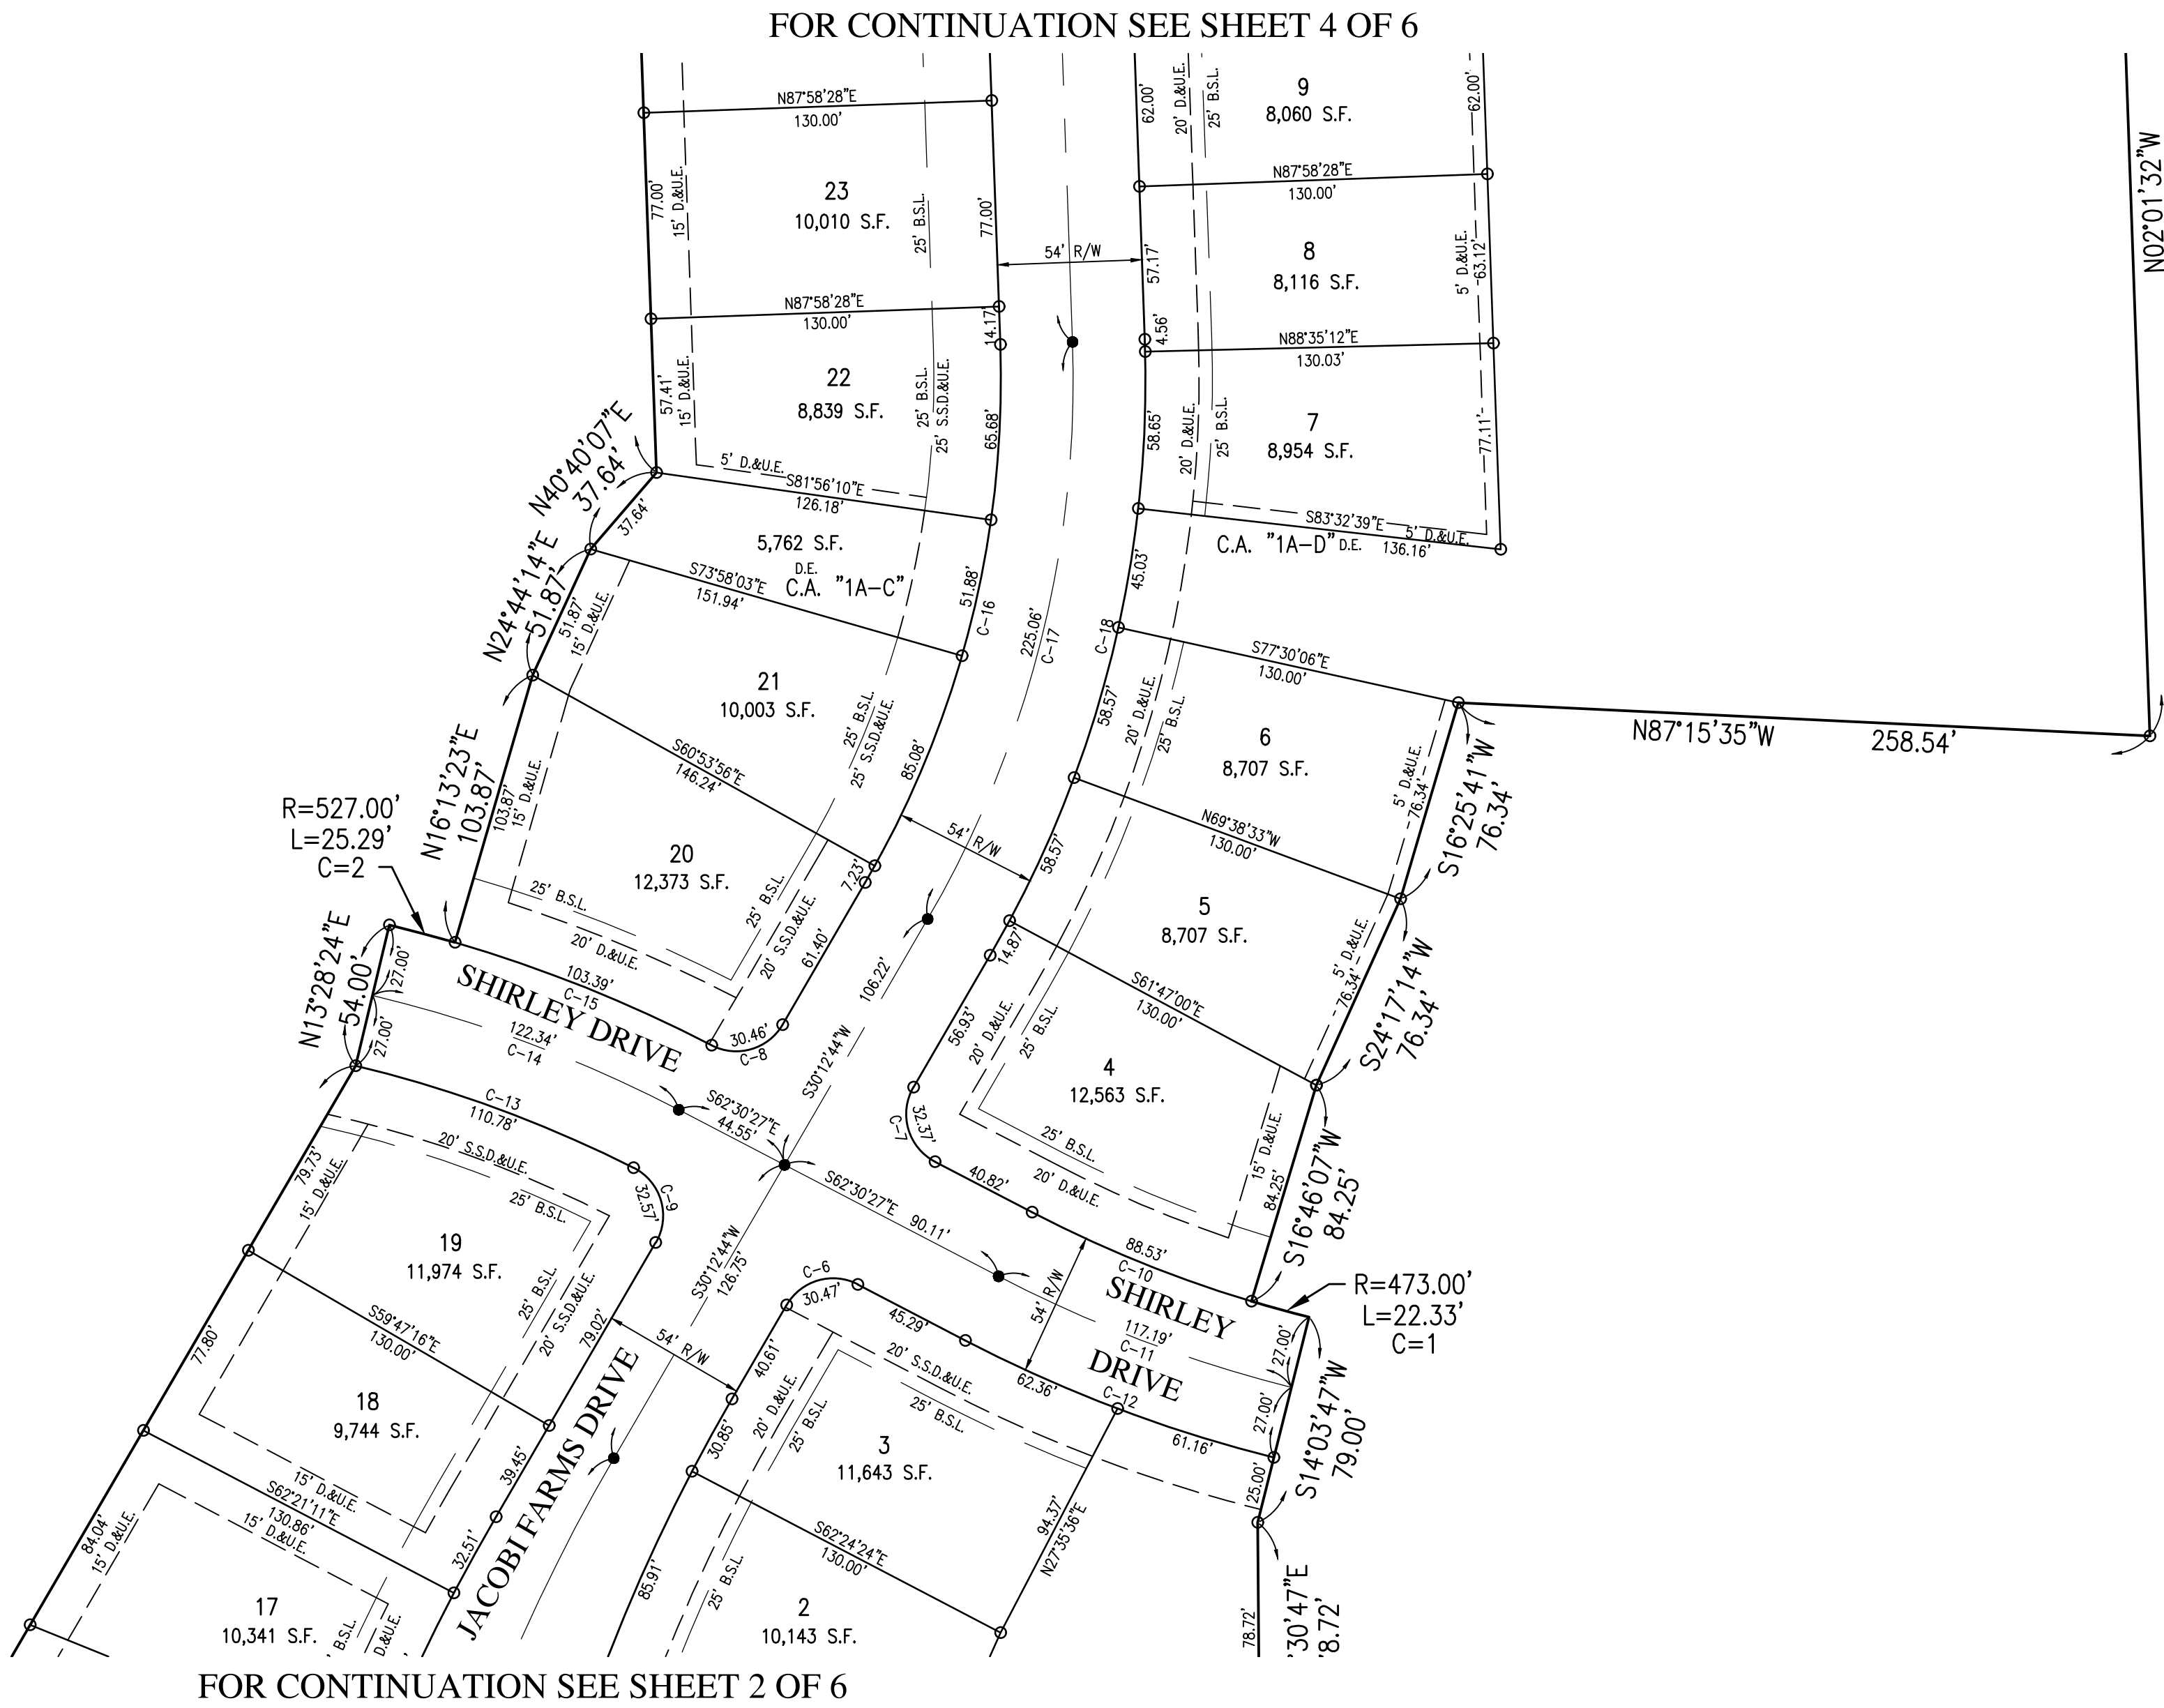 FOR CONTINUATION SEE SHEET 4 OF 6
N87°58'28"E
130.00'
23
10,010 S.F.
77.00'
15' D.&U.E.
25' B.S.L.
77.00'
54' R/W
62.00'
20' D.&U.E.
25' B.S.L.
9
8,060 S.F.
62.00'
N87°58'28"E
130.00'
8
8,116 S.F.
57.17'
5' D.&U.E.
63.12'
N02°01'32"W
N87°58'28"E
130.00'
14.17'
4.56'
N88°35'12"E
130.03'
22
8,839 S.F.
57.41'
15' D.&U.E.
25' B.S.L.
25' S.S.D.&U.E.
65.68'
58.65'
20' D.&U.E.
25' B.S.L.
7
8,954 S.F.
77.11'
N40°40'07"E
37.64'
37.64'
5' D.&U.E.
S81°56'10"E
126.18'
5,762 S.F.
D.E.
C.A. "1A-C"
S83°32'39"E
5' D.&U.E.
136.16'
C.A. "1A-D" D.E.
45.03'
N24°44'14"E
51.87'
51.87'
15' D.&U.E.
S73°58'03"E
151.94'
51.88'
C-16
225.06'
C-17
C-18
S77°30'06"E
130.00'
21
10,003 S.F.
25' B.S.L.
25' S.S.D.&U.E.
85.08'
58.57'
20' D.&U.E.
25' B.S.L.
6
8,707 S.F.
5' D.&U.E.
76.34'
N87°15'35"W 258.54'
S16°25'41"W
76.34'
N16°13'23"E
103.87'
103.87'
15' D.&U.E.
S60°53'56"E
146.24'
R=527.00'
L=25.29'
C=2
20
12,373 S.F.
25' B.S.L.
20' D.&U.E.
25' B.S.L.
20' S.S.D.&U.E.
7.23'
61.40'
54' R/W
58.57'
N69°38'33"W
130.00'
5
8,707 S.F.
5' D.&U.E.
76.34'
S24°17'14"W
76.34'
N13°28'24"E
54.00'
27.00'
27.00'
103.39'
C-15
SHIRLEY DRIVE
122.34'
C-14
30.46'
C-8
106.22'
S30°12'44"W
14.87'
56.93'
20' D.&U.E.
25' B.S.L.
S61°47'00"E
130.00'
4
12,563 S.F.
32.37'
C-7
25' B.S.L.
20' D.&U.E.
15' D.&U.E.
84.25'
S16°46'07"W
84.25'
S62°30'27"E
44.55'
C-13
110.78'
20' S.S.D.&U.E.
25' B.S.L.
79.73'
15' D.&U.E.
32.57'
C-9
S62°30'27"E 90.11'
40.82'
88.53'
C-10
SHIRLEY
DRIVE
54' R/W
117.19'
C-11
R=473.00'
L=22.33'
C=1
27.00'
27.00'
19
11,974 S.F.
25' B.S.L.
20' S.S.D.&U.E.
79.02'
S30°12'44"W
126.75'
54' R/W
C-6
30.47'
45.29'
62.36'
C-12
61.16'
20' S.S.D.&U.E.
25' B.S.L.
40.61'
20' D.&U.E.
25' B.S.L.
30.85'
S14°03'47"W
79.00'
25.00'
77.80'
S59°47'16"E
130.00'
18
9,744 S.F.
15' D.&U.E.
39.45'
JACOBI FARMS DRIVE
3
11,643 S.F.
S62°21'11"E
130.86'
15' D.&U.E.
84.04'
15' D.&U.E.
32.51'
85.91'
25' B.S.L.
S62°24'24"E
130.00'
94.37'
N27°35'36"E
17
10,341 S.F.
' B.S.L.
D.&U.E.
2
10,143 S.F.
78.72'
°30'47"E
8.72'
FOR CONTINUATION SEE SHEET 2 OF 6